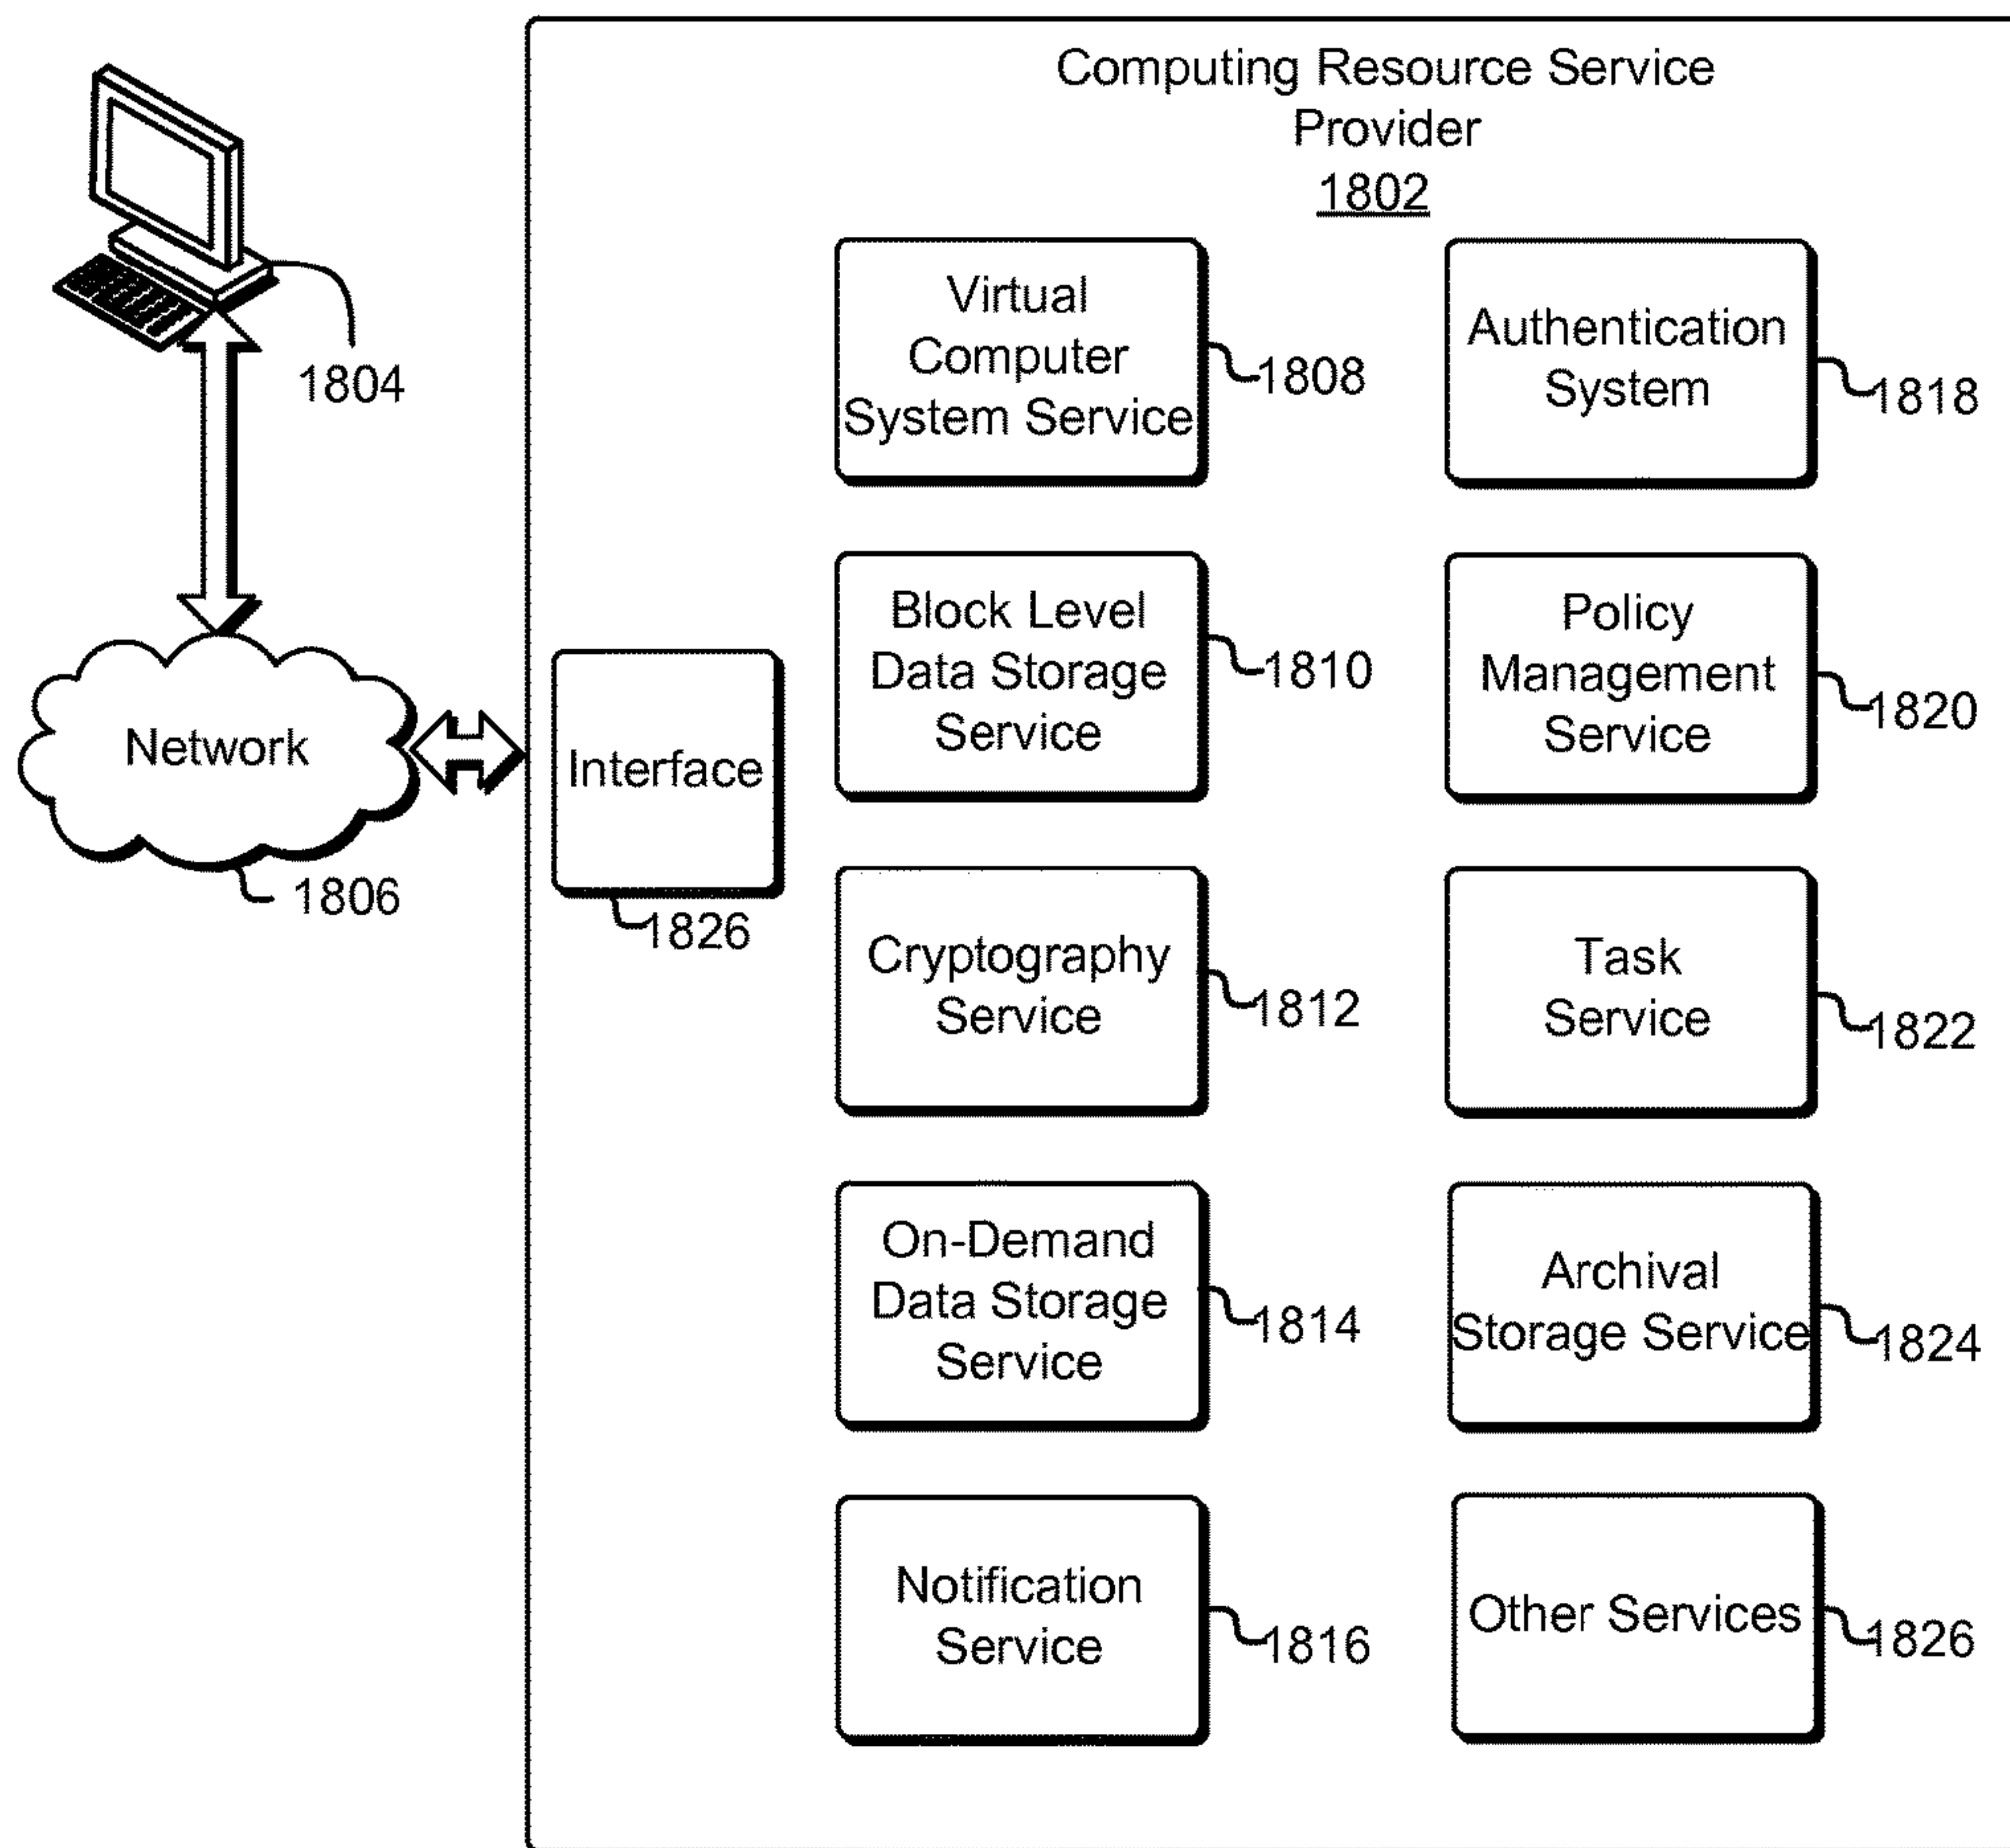 Computing Resource Service
Provider
1802
1804
Network
1806
Interface
1826
Virtual
Computer
System Service
1808
Authentication
System
1818
Block Level
Data Storage
Service
1810
Policy
Management
Service
1820
Cryptography
Service
1812
Task
Service
1822
On-Demand
Data Storage
Service
1814
Archival
Storage Service
1824
Notification
Service
1816
Other Services
1826